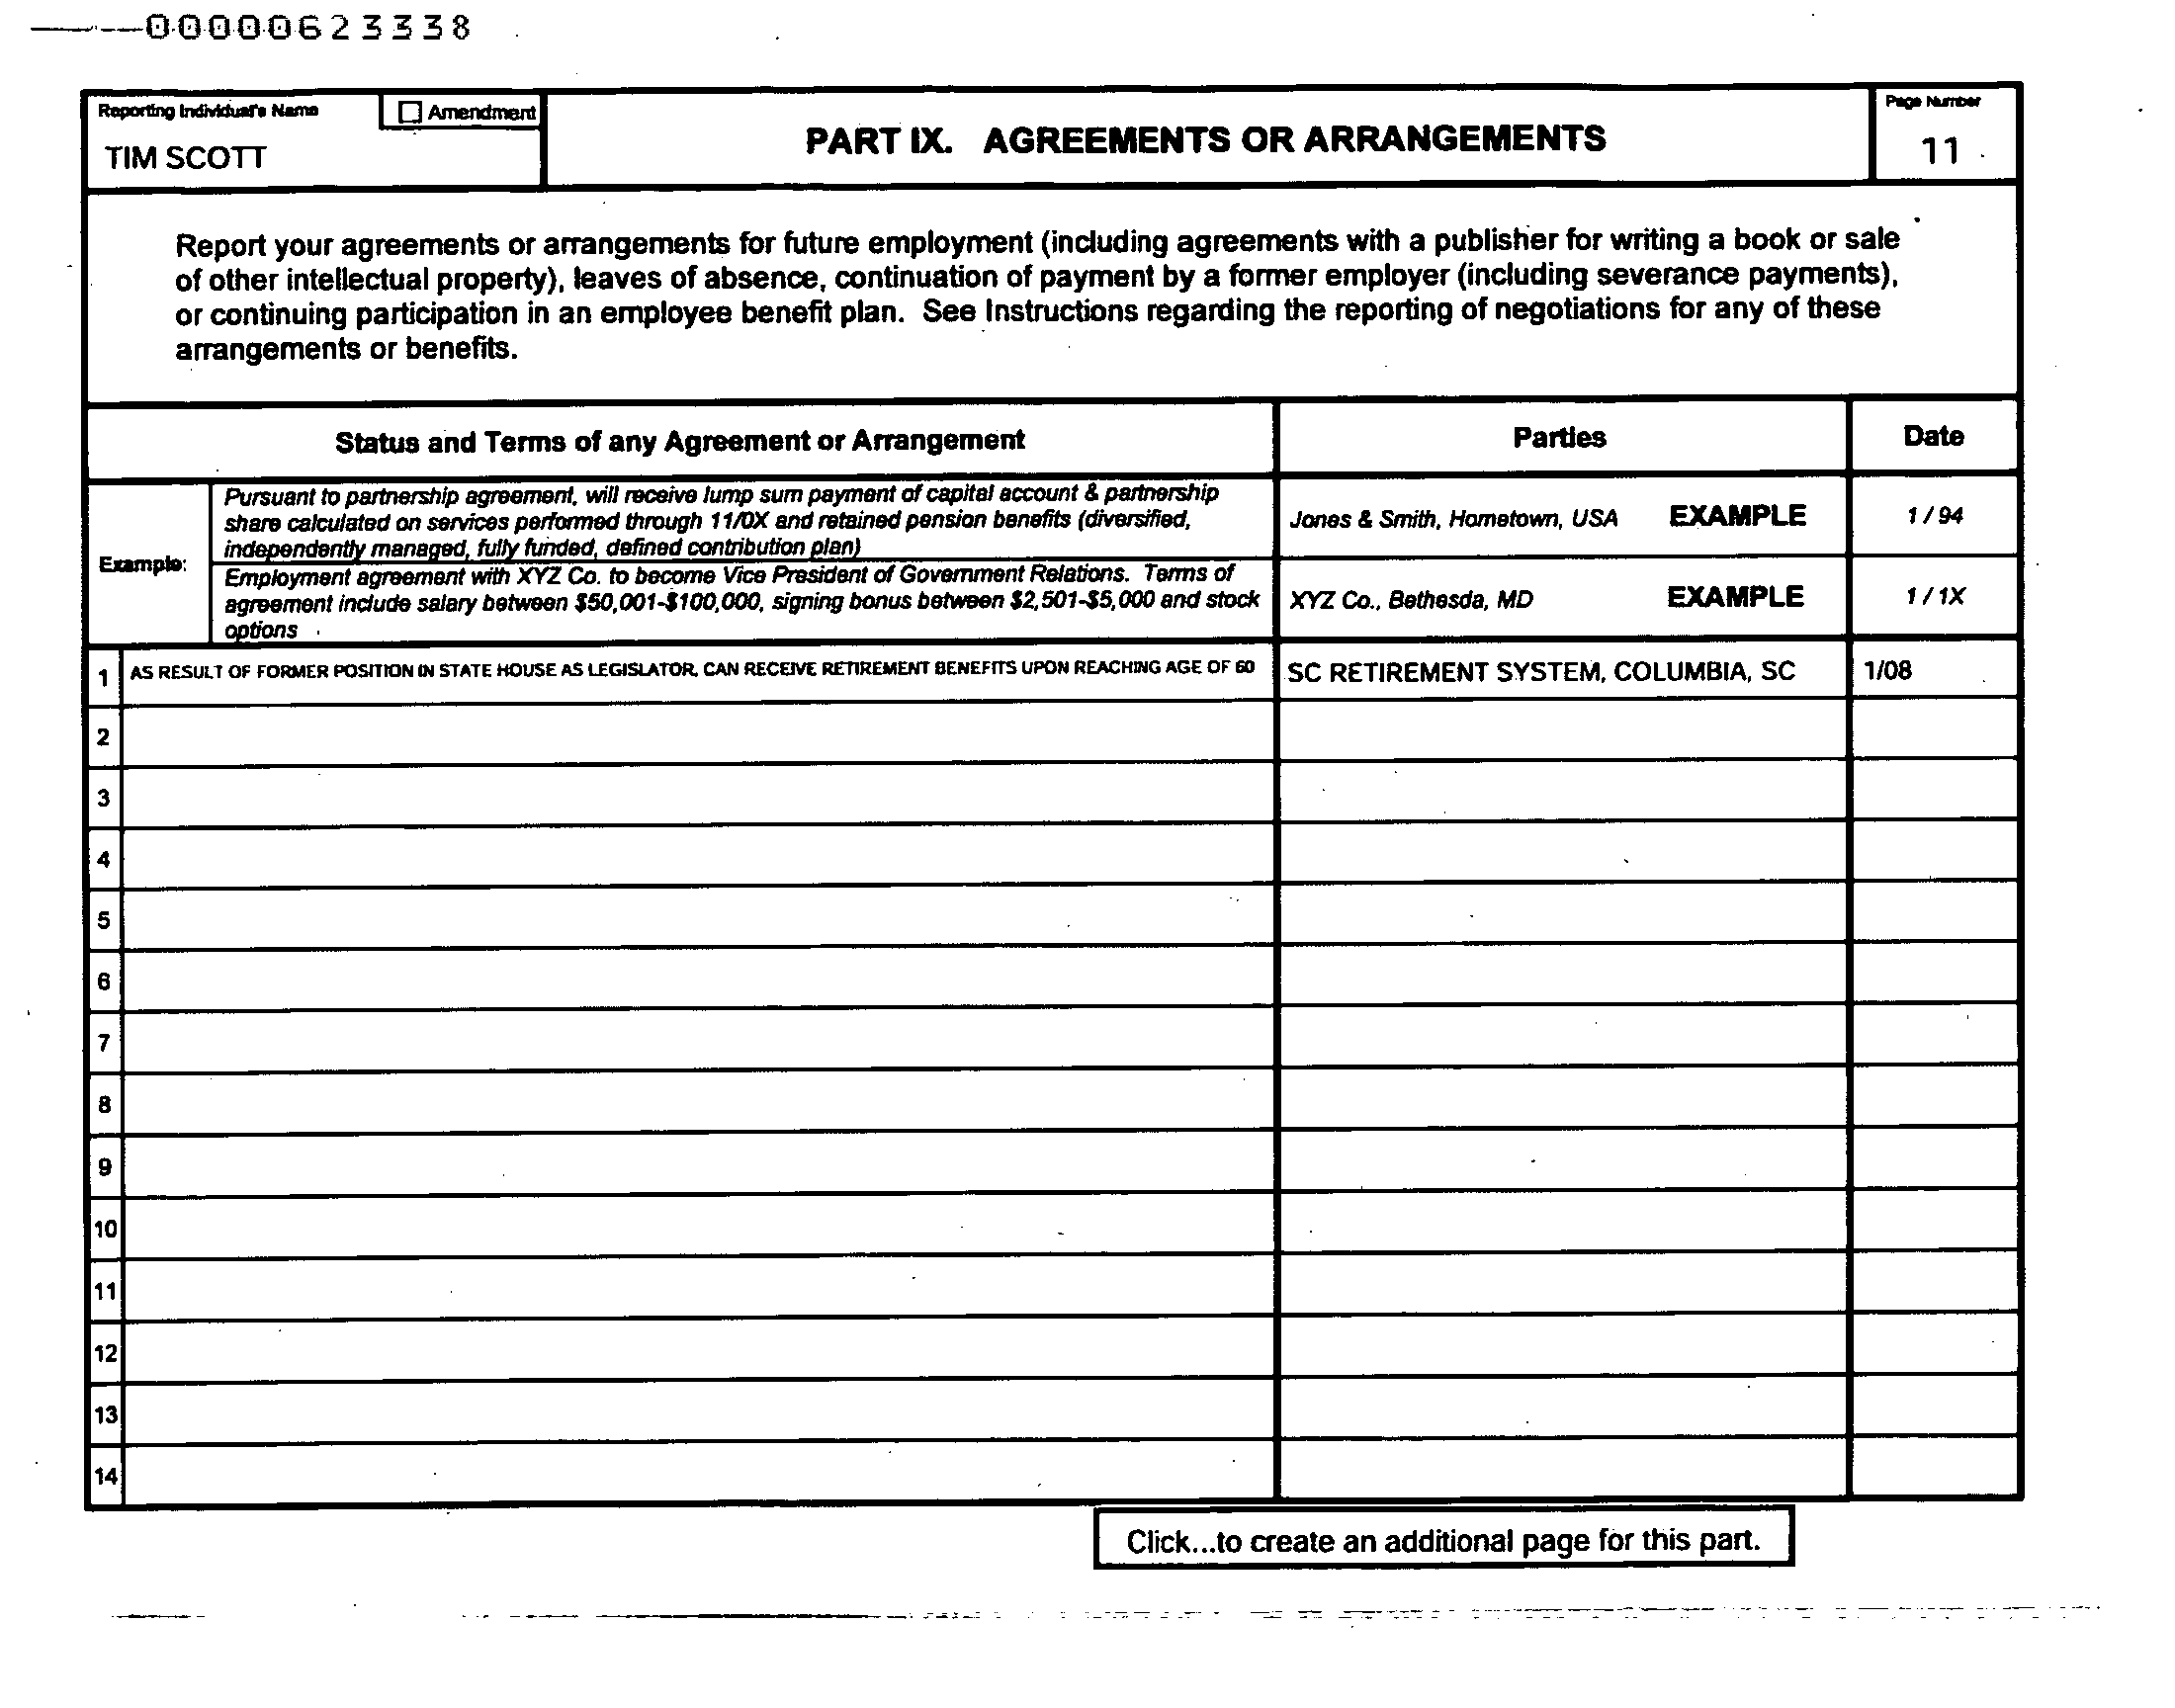 0000062 3338
Reporting Individual's Name
Amendment
TIM SCOTT
PART IX. AGREEMENTS OR ARRANGEMENTS
Page Number
11
Report your agreements or arrangements for future employment (including agreements with a publisher for writing a book or sale
of other intellectual property), leaves of absence, continuation of payment by a former employer (including severance payments),
or continuing participation in an employee benefit plan. See Instructions regarding the reporting of negotiations for any of these
arrangements or benefits.
Status and Terms of any Agreement or Arrangement
Parties
Date
Example:
Pursuant to partnership agreement, will receive lump sum payment of capital account & partnership
share calculated on services performed through 11/0X and retained pension benefits (diversified,
independently managed, fully funded, defined contribution plan)
Jones & Smith, Hometown, USA EXAMPLE
1 / 94
Employment agreement with XYZ Co. to become Vice President of Government Relations. Terms of
agreement include salary between $50,001-$100,000, signing bonus between $2,501-$5,000 and stock
options
XYZ Co., Bethesda, MD EXAMPLE
1 / 1X
1 AS RESULT OF FORMER POSITION IN STATE HOUSE AS LEGISLATOR, CAN RECEIVE RETIREMENT BENEFITS UPON REACHING AGE OF 60
SC RETIREMENT SYSTEM, COLUMBIA, SC
1/08
2
3
4
5
6
7
8
9
10
11
12
13
14
Click...to create an additional page for this part.